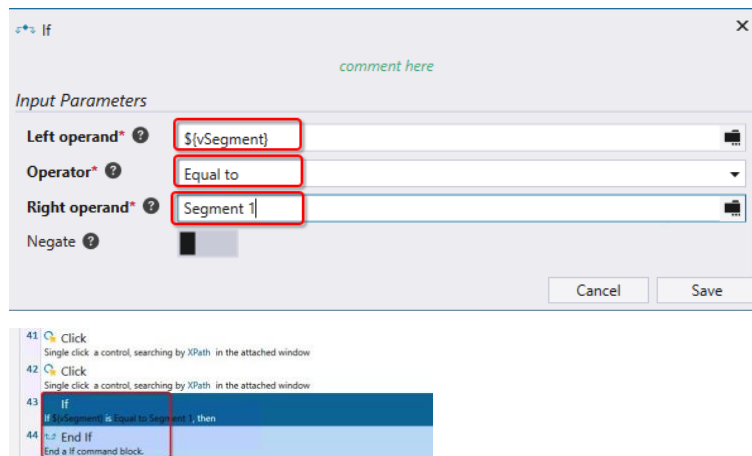 If
comment here
Input Parameters
Left operand* ? ${vSegment}
Operator* ? Equal to
Right operand* ? Segment 1
Negate ?
Cancel Save
41 Click
Single click a control, searching by XPath in the attached window
42 Click
Single click a control, searching by XPath in the attached window
43 If
If ${vSegment} is Equal to Segment 1, then
44 End If
End a If command block.